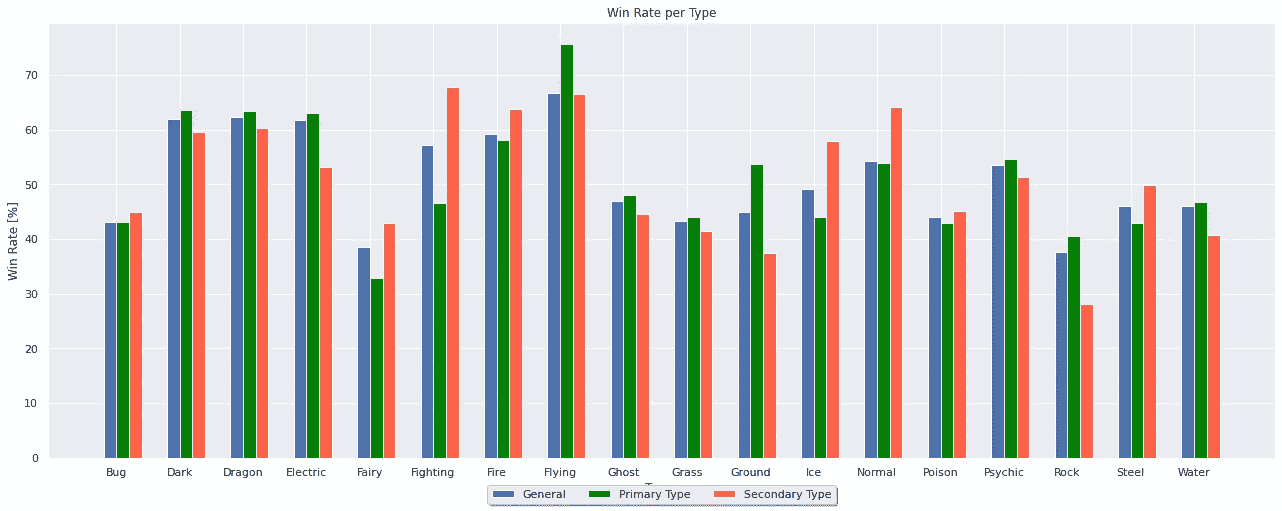 Win Rate per Type
Win Rate [%]
70
60
50
40
30
20
10
0
Bug Dark Dragon Electric Fairy Fighting Fire Flying Ghost Grass Ground Ice Normal Poison Psychic Rock Steel Water
General Primary Type Secondary Type